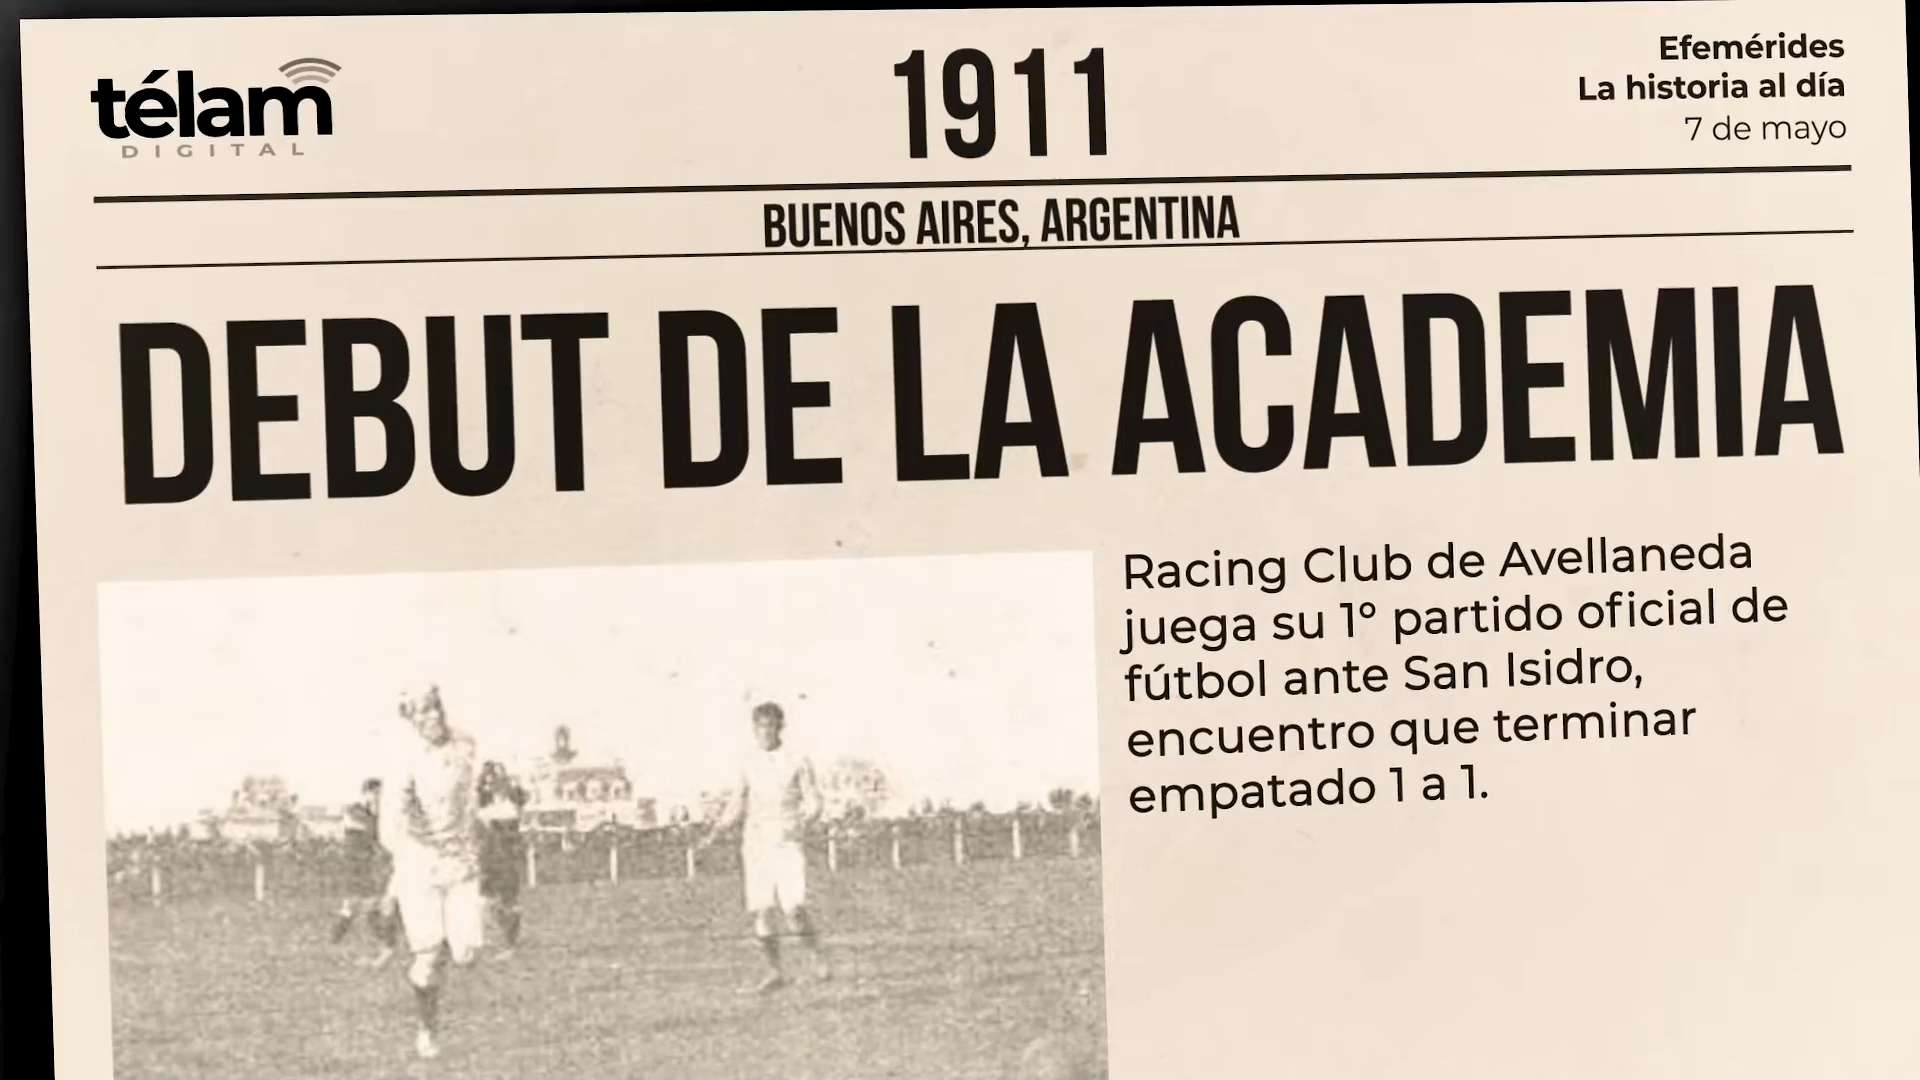 télam
DIGITAL
1911
Efemérides
La historia al día
7 de mayo
BUENOS AIRES, ARGENTINA
DEBUT DE LA ACADEMIA
Racing Club de Avellaneda
juega su 1º partido oficial de
fútbol ante San Isidro,
encuentro que terminar
empatado 1 a 1.